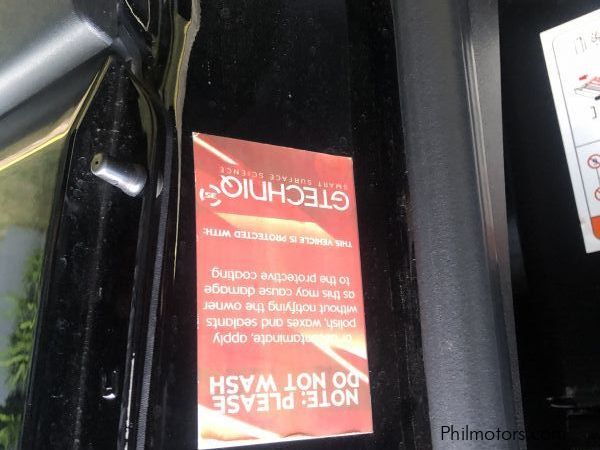 NOTE: PLEASE
DO NOT WASH
or decontaminate, apply
polish, waxes and sealants
without notifying the owner
as this may cause damage
to the protective coating
THIS VEHICLE IS PROTECTED WITH:
GTECHNIQ
SMART SURFACE SCIENCE
Philmotors.com